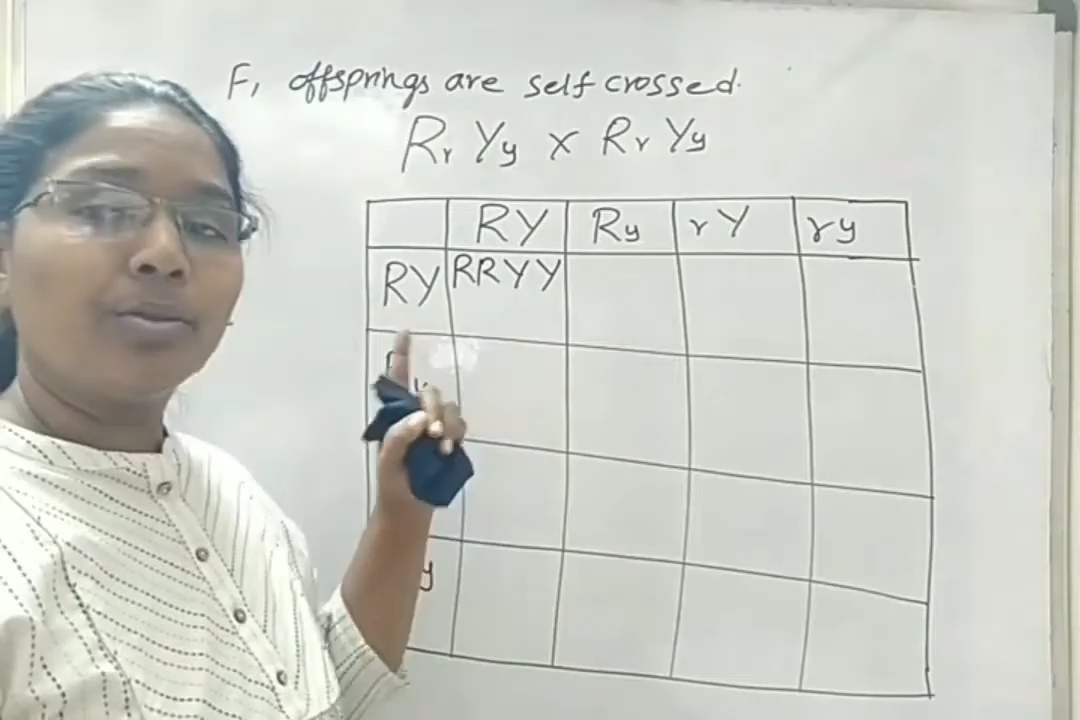 F1 offsprings are self crossed.
Rr Yy x Rr Yy
RY Ry rY ry
RY RRYY
y